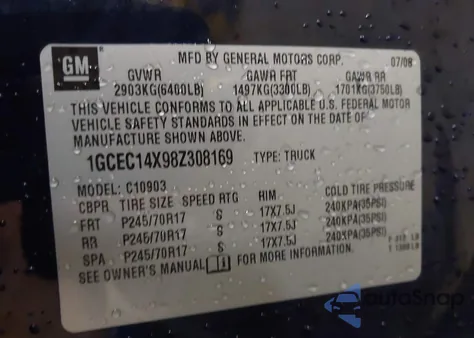 GM
MFD BY GENERAL MOTORS CORP. 07/08
GVWR GAWR FRT GAWR RR
2903KG(6400LB) 1497KG(3300LB) 1701KG(3750LB)
THIS VEHICLE CONFORMS TO ALL APPLICABLE U.S. FEDERAL MOTOR
VEHICLE SAFETY STANDARDS IN EFFECT ON THE DATE OF
MANUFACTURE SHOWN ABOVE.
1GCEC14X98Z308169 TYPE: TRUCK
MODEL: C10903
CBPR TIRE SIZE SPEED RTG RIM COLD TIRE PRESSURE
FRT P245/70R17 S 17X7.5J 240KPA(35PSI)
RR P245/70R17 S 17X7.5J 240KPA(35PSI)
SPA P245/70R17 S 17X7.5J 240KPA(35PSI)
SEE OWNER'S MANUAL FOR MORE INFORMATION.
autoSnap